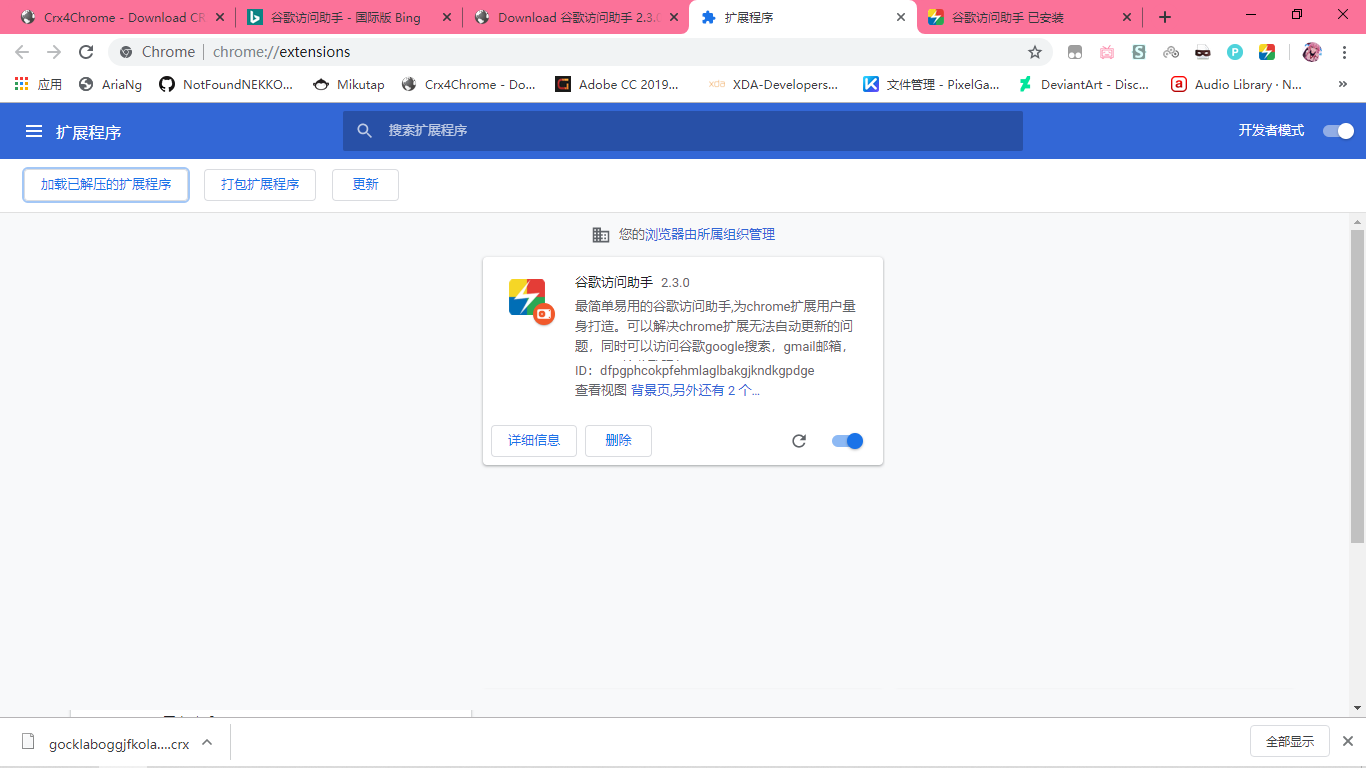 Crx4Chrome - Download CR
谷歌访问助手 - 国际版 Bing
Download 谷歌访问助手 2.3.0
扩展程序
谷歌访问助手 已安装
Chrome
chrome://extensions
应用
AriaNg
NotFoundNEKKO...
Mikutap
Crx4Chrome - Do...
Adobe CC 2019...
XDA-Developers...
文件管理 - PixelGa...
DeviantArt - Disc...
Audio Library · N...
»
扩展程序
搜索扩展程序
开发者模式
加载已解压的扩展程序
打包扩展程序
更新
您的浏览器由所属组织管理
谷歌访问助手 2.3.0
最简单易用的谷歌访问助手,为chrome扩展用户量
身打造。可以解决chrome扩展无法自动更新的问
题，同时可以访问谷歌google搜索，gmail邮箱，
ID：dfpgphcokpfehmlaglbakgjkndkgpdge
查看视图 背景页,另外还有 2 个...
详细信息
删除
gocklaboggjfkola....crx
全部显示